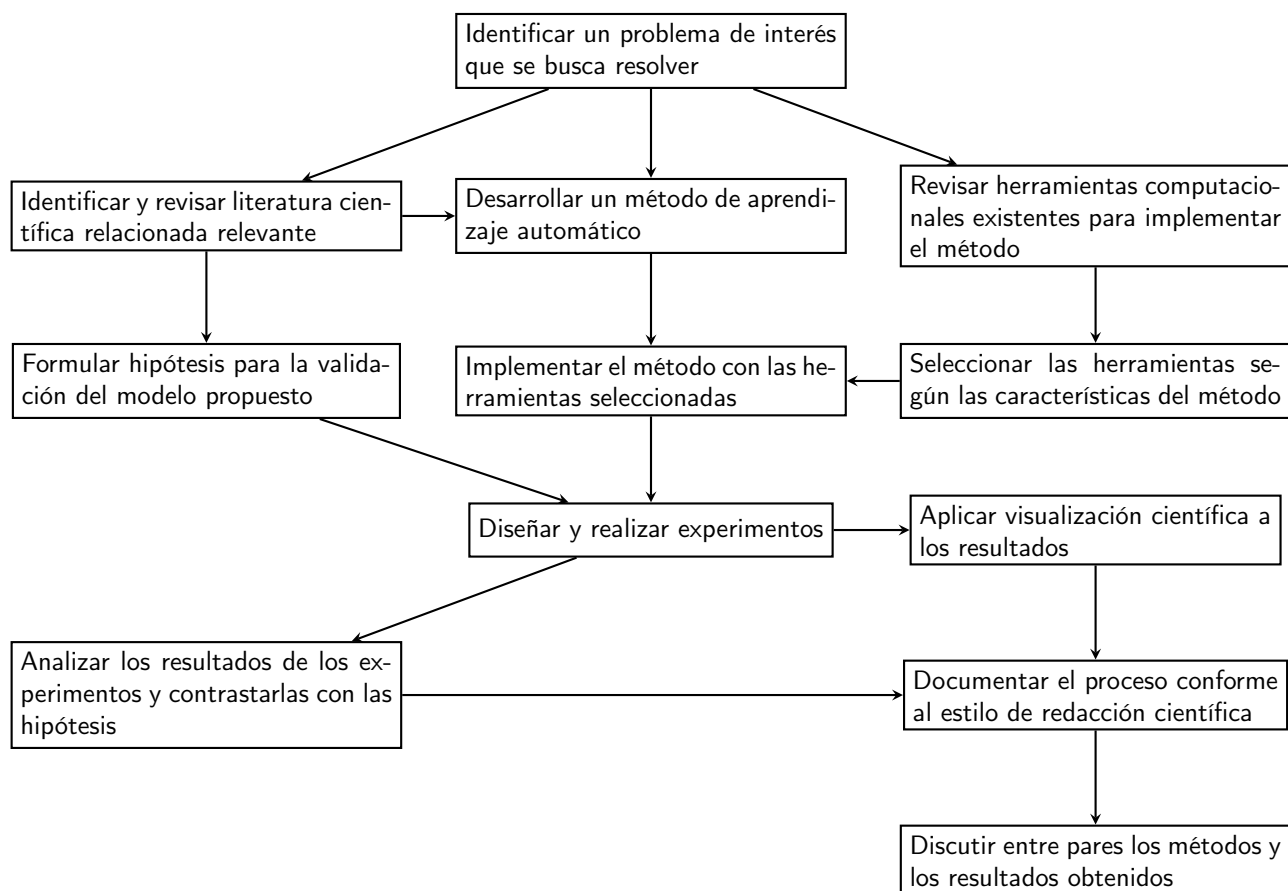 Identificar un problema de interés
que se busca resolver
Identificar y revisar literatura cien-
tífica relacionada relevante
Desarrollar un método de aprendi-
zaje automático
Revisar herramientas computacio-
nales existentes para implementar
el método
Formular hipótesis para la valida-
ción del modelo propuesto
Implementar el método con las he-
rramientas seleccionadas
Seleccionar las herramientas se-
gún las características del método
Diseñar y realizar experimentos
Aplicar visualización científica a
los resultados
Analizar los resultados de los ex-
perimentos y contrastarlas con las
hipótesis
Documentar el proceso conforme
al estilo de redacción científica
Discutir entre pares los métodos y
los resultados obtenidos